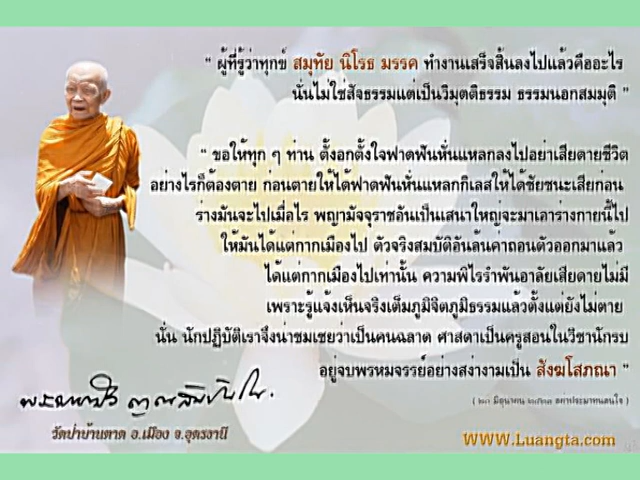 “ ผู้ที่รู้ว่าทุกข์ สมุทัย นิโรธ มรรค ทำงานเสร็จสิ้นลงไปแล้วคืออะไร
นั่นไม่ใช่สัจธรรมแต่เป็นวิมุตติธรรม ธรรมนอกสมมุติ ”
“ ขอให้ทุก ๆ ท่าน ตั้งอกตั้งใจฟาดฟันหั่นแหลกลงไปอย่าเสียดายชีวิต
อย่างไรก็ต้องตาย ก่อนตายให้ได้ฟาดฟันหั่นแหลกกิเลสให้ได้ชัยชนะเสียก่อน
ร่างมันจะไปเมื่อไร พญามัจจุราชอันเป็นเสนาใหญ่จะมาเอาร่างกายนี้ไป
ให้มันได้แต่กากเมืองไป ตัวจริงสมบัติอันล้นค่าถอนตัวออกมาแล้ว
ได้แต่กากเมืองไปเท่านั้น ความพิไรรำพันอาลัยเสียดายไม่มี
เพราะรู้แจ้งเห็นจริงเต็มภูมิจิตภูมิธรรมแล้วตั้งแต่ยังไม่ตาย
นั่น นักปฏิบัติเราจึงน่าชมเชยว่าเป็นคนฉลาด ศาสดาเป็นครูสอนในวิชานักรบ
อยู่จบพรหมจรรย์อย่างสง่างามเป็น สังฆโสภณา ”
มิถุนายน
วัดป่าบ้านตาด อ.เมือง จ.อุดรธานี
WWW.Luangta.com